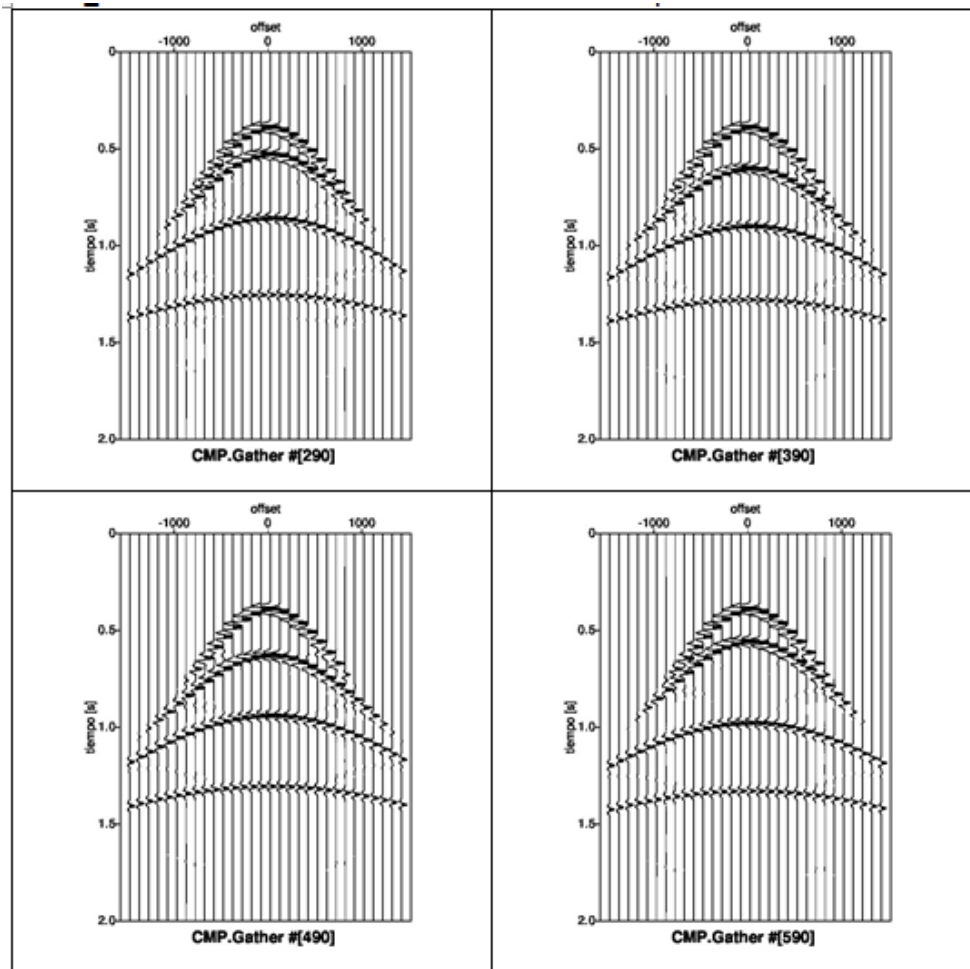 offset
-1000 0 1000
0
0.5
1.0
1.5
2.0
tiempo [s]
CMP.Gather #[290]
offset
-1000 0 1000
0
0.5
1.0
1.5
2.0
tiempo [s]
CMP.Gather #[390]
offset
-1000 0 1000
0
0.5
1.0
1.5
2.0
tiempo [s]
CMP.Gather #[490]
offset
-1000 0 1000
0
0.5
1.0
1.5
2.0
tiempo [s]
CMP.Gather #[590]